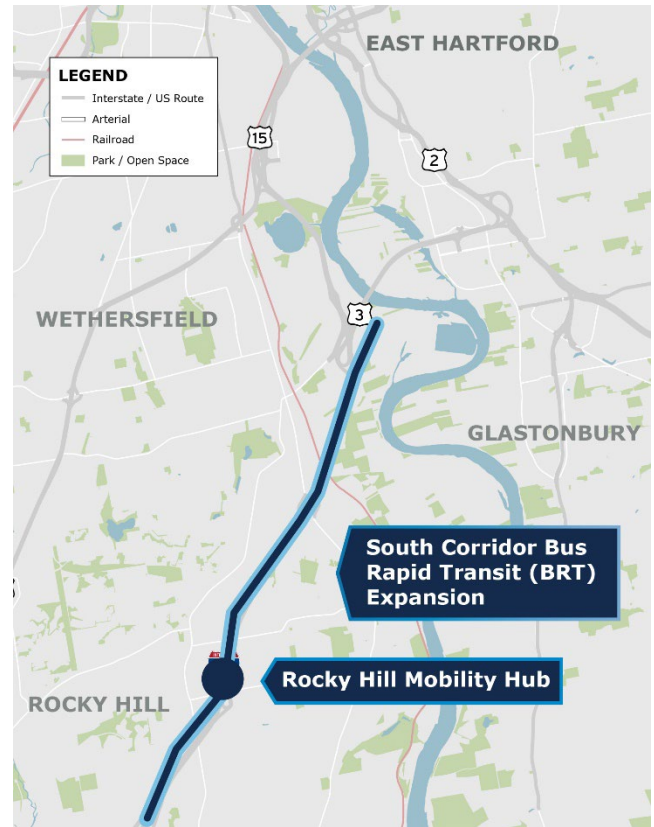 EAST HARTFORD
LEGEND
Interstate / US Route
Arterial
Railroad
Park / Open Space
15
2
WETHERSFIELD
3
GLASTONBURY
South Corridor Bus
Rapid Transit (BRT)
Expansion
Rocky Hill Mobility Hub
ROCKY HILL